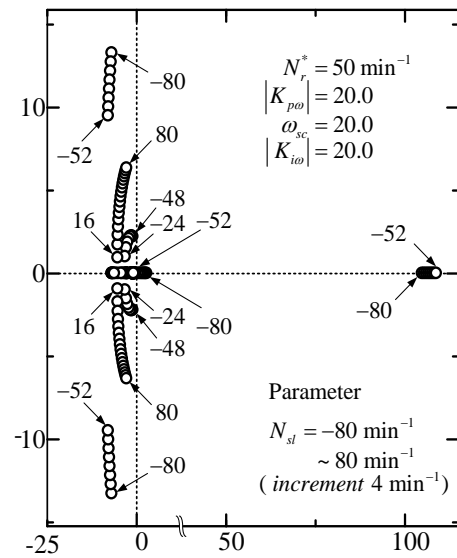 −80
N_r^* = 50 min⁻¹
|K_pω| = 20.0
10
ω_sc = 20.0
|K_iω| = 20.0
−52
80
−48
16
−24
−52
−52
0
16
−24
−80
−80
−48
−52
80
Parameter
N_sl = −80 min⁻¹
-10
~ 80 min⁻¹
−80
( increment 4 min⁻¹)
-25
0
50
100